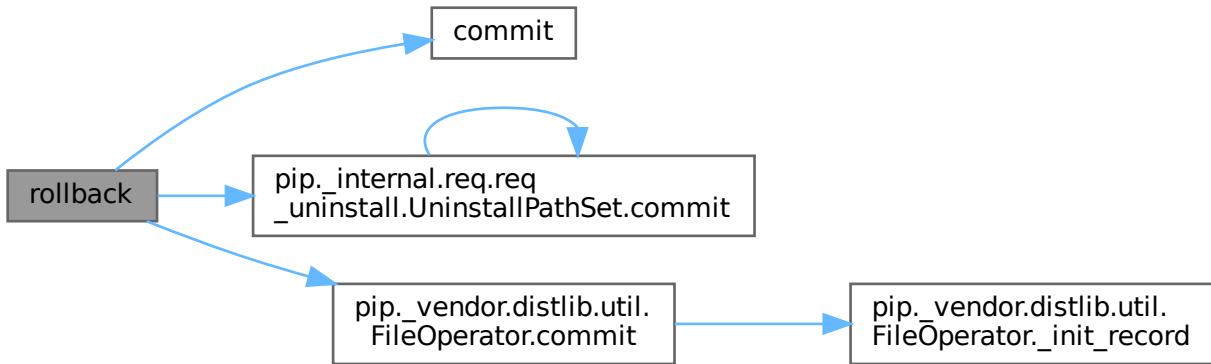 commit
rollback
pip._internal.req.req
_uninstall.UninstallPathSet.commit
pip._vendor.distlib.util.
FileOperator.commit
pip._vendor.distlib.util.
FileOperator._init_record